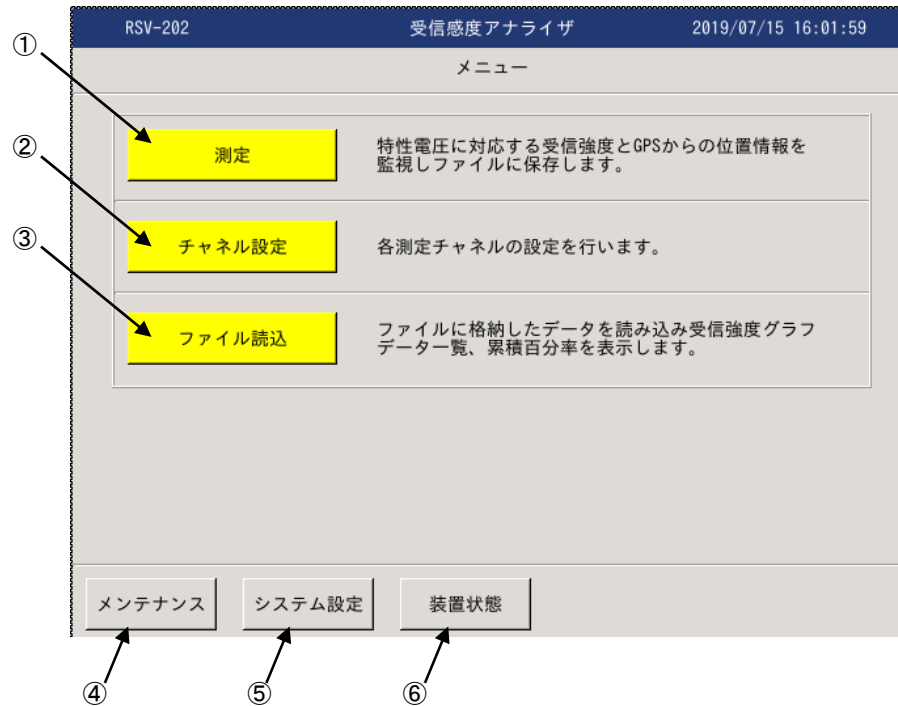 RSV-202 受信感度アナライザ 2019/07/15 16:01:59
①
メニュー
②
測定
特性電圧に対応する受信強度とGPSからの位置情報を
監視しファイルに保存します。
③
チャネル設定
各測定チャネルの設定を行います。
ファイル読込
ファイルに格納したデータを読み込み受信強度グラフ
データ一覧、累積百分率を表示します。
メンテナンス システム設定 装置状態
④ ⑤ ⑥